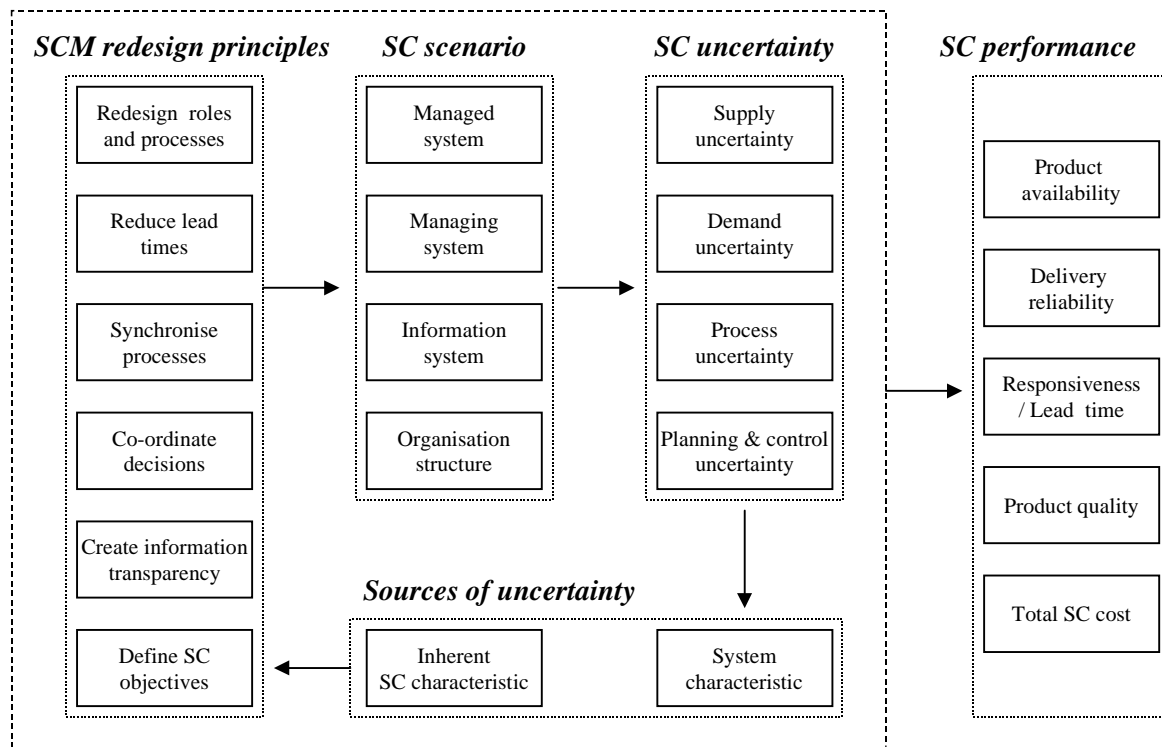 SCM redesign principles
Redesign roles
and processes
Reduce lead
times
Synchronise
processes
Co-ordinate
decisions
Create information
transparency
Define SC
objectives
SC scenario
Managed
system
Managing
system
Information
system
Organisation
structure
SC uncertainty
Supply
uncertainty
Demand
uncertainty
Process
uncertainty
Planning & control
uncertainty
Sources of uncertainty
Inherent
SC characteristic
System
characteristic
SC performance
Product
availability
Delivery
reliability
Responsiveness
/ Lead time
Product quality
Total SC cost